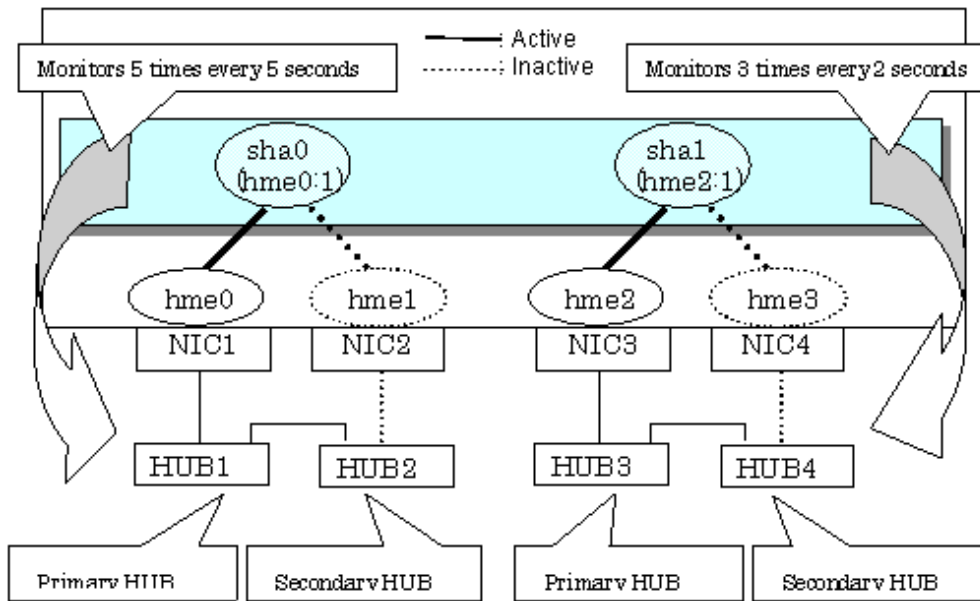 : Active
Monitors 5 times every 5 seconds
: Inactive
Monitors 3 times every 2 seconds
sha0
(hme0:1)
sha1
(hme2:1)
hme0
hme1
hme2
hme3
NIC1
NIC2
NIC3
NIC4
HUB1
HUB2
HUB3
HUB4
Primary HUB
Secondary HUB
Primary HUB
Secondary HUB